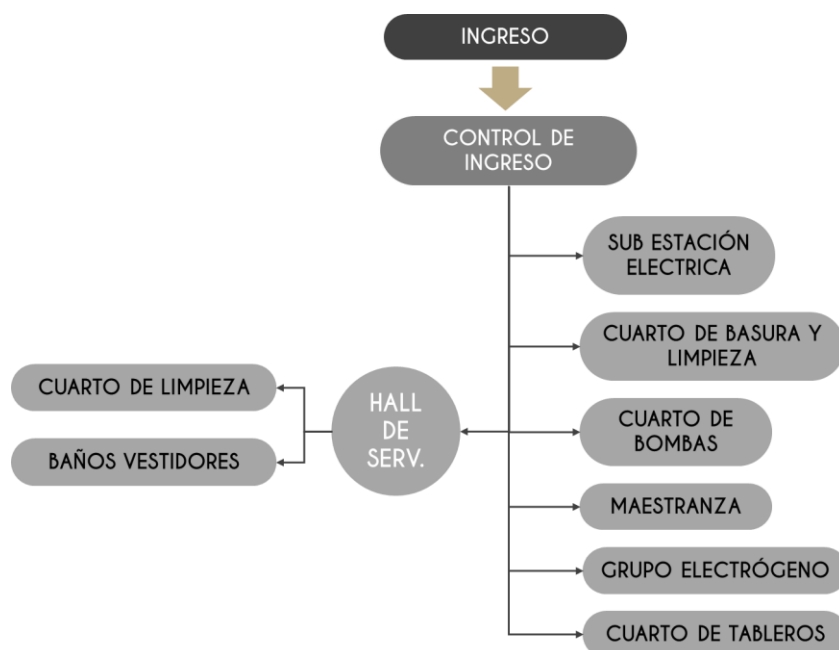 INGRESO
CONTROL DE
INGRESO
SUB ESTACIÓN
ELECTRICA
CUARTO DE BASURA Y
LIMPIEZA
CUARTO DE LIMPIEZA
HALL
DE
SERV.
CUARTO DE
BOMBAS
BAÑOS VESTIDORES
MAESTRANZA
GRUPO ELECTRÓGENO
CUARTO DE TABLEROS